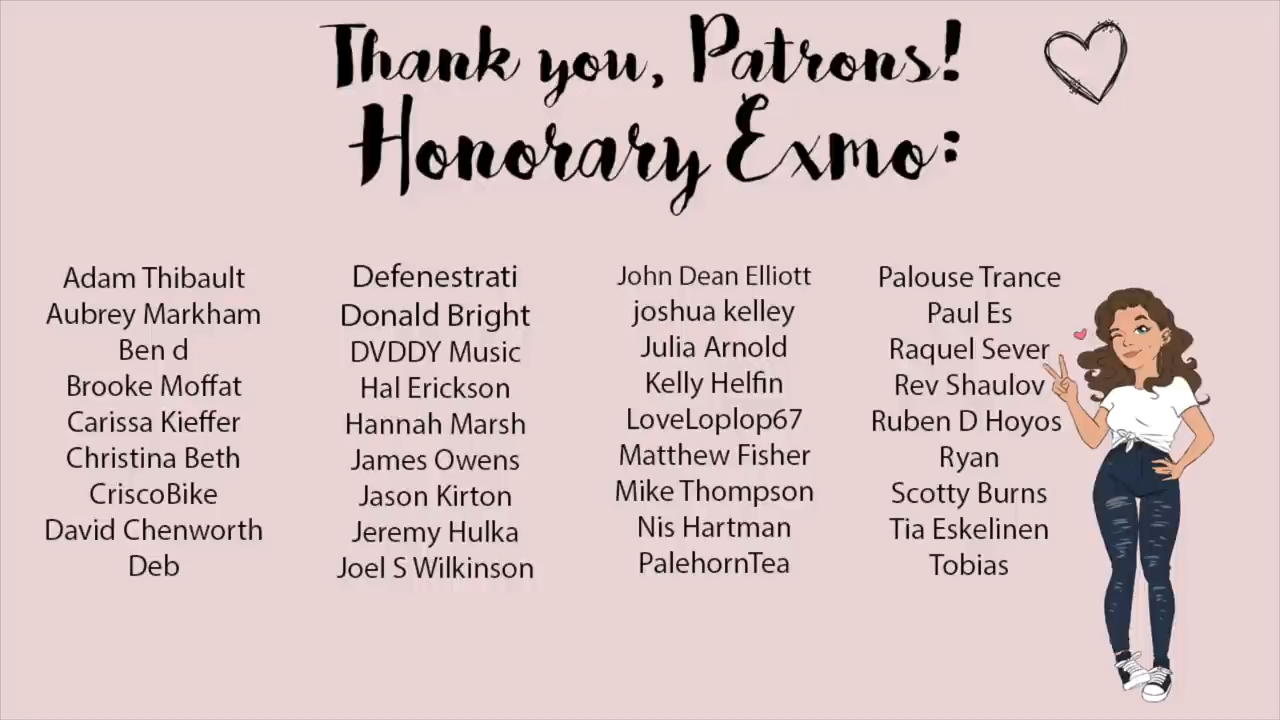 Thank you, Patrons!
Honorary Exmo:
Adam Thibault
Aubrey Markham
Ben d
Brooke Moffat
Carissa Kieffer
Christina Beth
CriscoBike
David Chenworth
Deb
Defenestrati
Donald Bright
DVDDY Music
Hal Erickson
Hannah Marsh
James Owens
Jason Kirton
Jeremy Hulka
Joel S Wilkinson
John Dean Elliott
joshua kelley
Julia Arnold
Kelly Helfin
LoveLoplop67
Matthew Fisher
Mike Thompson
Nis Hartman
PalehornTea
Palouse Trance
Paul Es
Raquel Sever
Rev Shaulov
Ruben D Hoyos
Ryan
Scotty Burns
Tia Eskelinen
Tobias